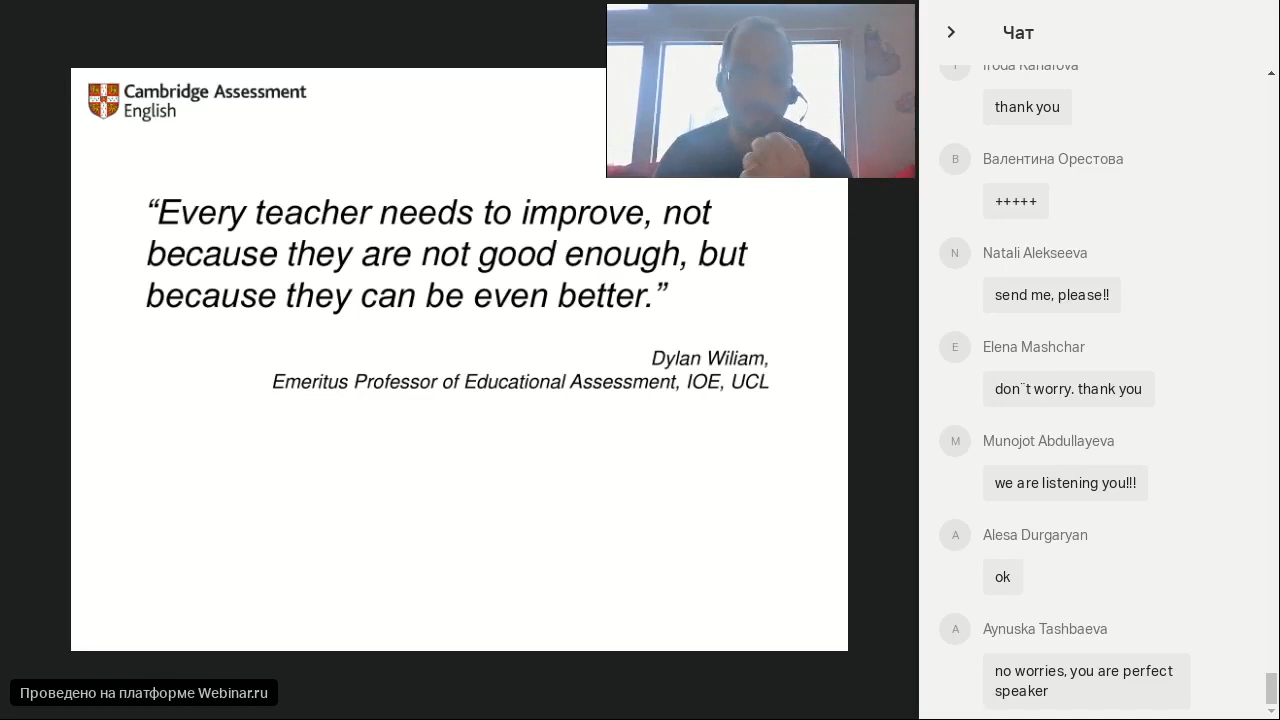 Cambridge Assessment
English
“Every teacher needs to improve, not
because they are not good enough, but
because they can be even better.”
Dylan Wiliam,
Emeritus Professor of Educational Assessment, IOE, UCL
Проведено на платформе Webinar.ru
Чат
thank you
В
Валентина Орестова
+++++
N
Natali Alekseeva
send me, please!!
E
Elena Mashchar
don¨t worry. thank you
M
Munojot Abdullayeva
we are listening you!!!
A
Alesa Durgaryan
ok
A
Aynuska Tashbaeva
no worries, you are perfect
speaker